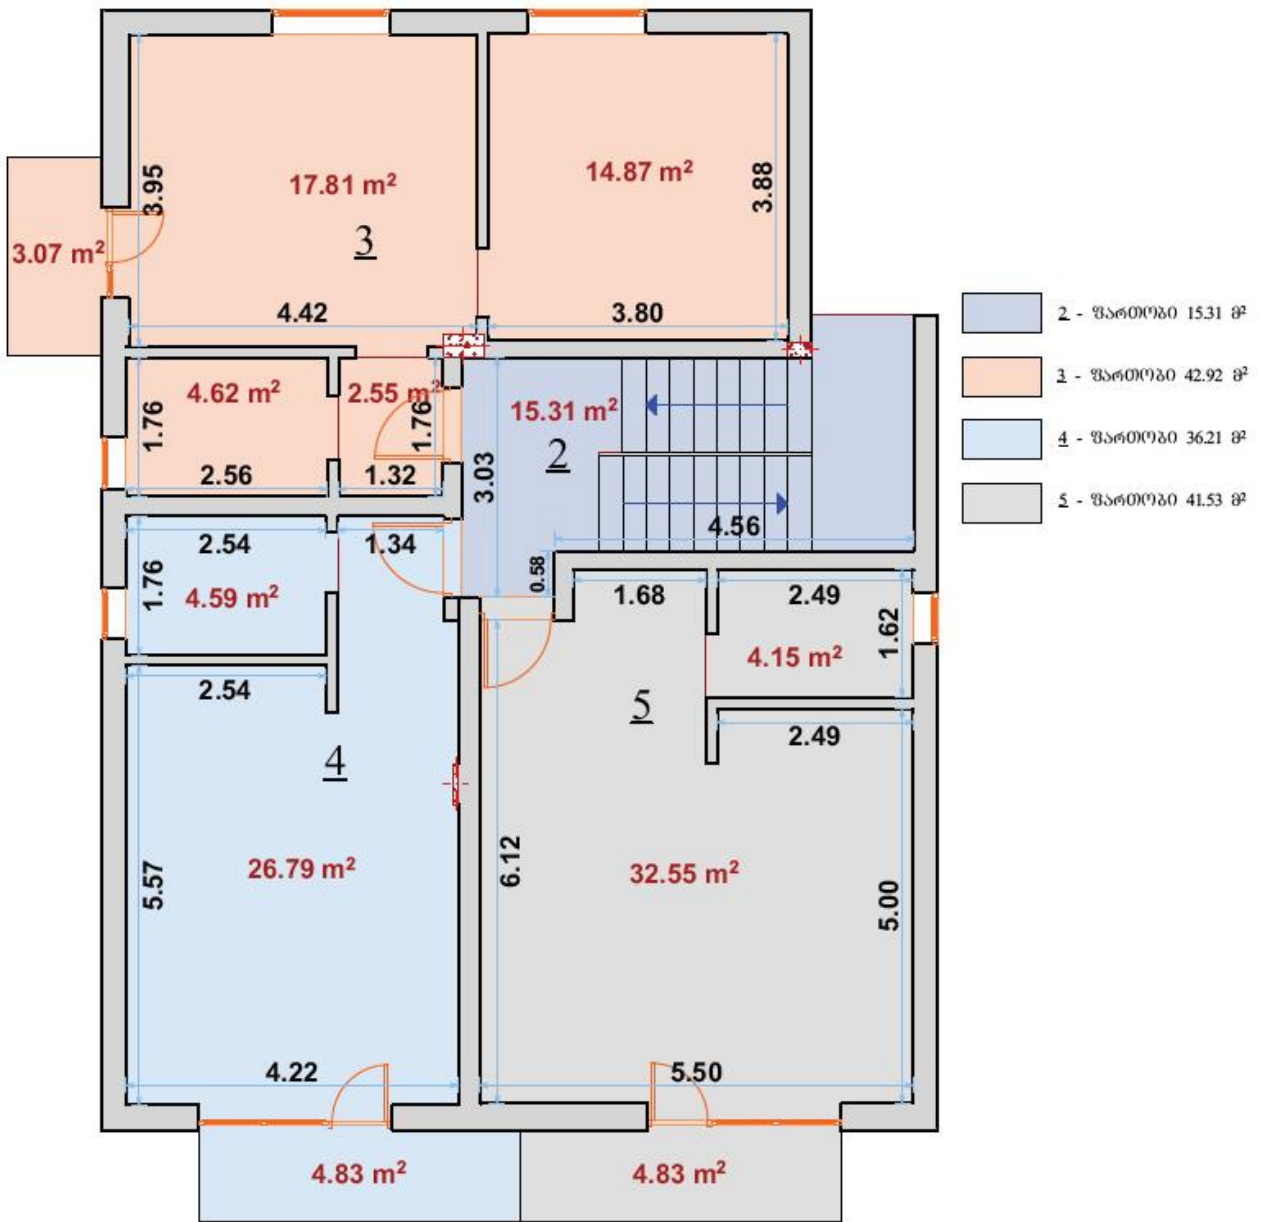 17.81 m²
14.87 m²
3.95
3.88
3
3.07 m²
4.42
3.80
2 - ფართობი 15.31 მ²
3 - ფართობი 42.92 მ²
4 - ფართობი 36.21 მ²
5 - ფართობი 41.53 მ²
4.62 m²
2.55 m²
15.31 m²
1.76
1.76
2
2.56
1.32
3.03
4.56
2.54
1.34
0.58
1.76
4.59 m²
1.68
2.49
1.62
4.15 m²
2.54
5
2.49
4
6.12
5.57
26.79 m²
32.55 m²
5.00
4.22
5.50
4.83 m²
4.83 m²